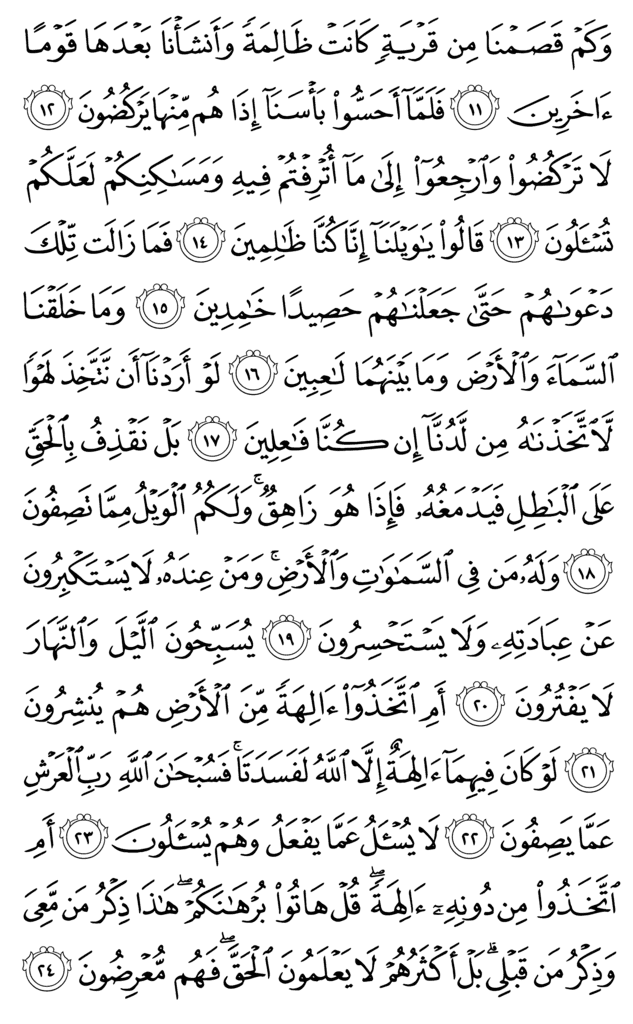 وَكَمۡ قَصَمۡنَا مِن قَرۡيَةٖ كَانَتۡ ظَالِمَةٗ وَأَنشَأۡنَا بَعۡدَهَا قَوۡمًا
ءَاخَرِينَ ١١ فَلَمَّآ أَحَسُّواْ بَأۡسَنَآ إِذَا هُم مِّنۡهَا يَرۡكُضُونَ ١٢
لَا تَرۡكُضُواْ وَٱرۡجِعُوٓاْ إِلَىٰ مَآ أُتۡرِفۡتُمۡ فِيهِ وَمَسَٰكِنِكُمۡ لَعَلَّكُمۡ
تُسۡـَٔلُونَ ١٣ قَالُواْ يَٰوَيۡلَنَآ إِنَّا كُنَّا ظَٰلِمِينَ ١٤ فَمَا زَالَت تِّلۡكَ
دَعۡوَىٰهُمۡ حَتَّىٰ جَعَلۡنَٰهُمۡ حَصِيدًا خَٰمِدِينَ ١٥ وَمَا خَلَقۡنَا
ٱلسَّمَآءَ وَٱلۡأَرۡضَ وَمَا بَيۡنَهُمَا لَٰعِبِينَ ١٦ لَوۡ أَرَدۡنَآ أَن نَّتَّخِذَ لَهۡوٗا
لَّٱتَّخَذۡنَٰهُ مِن لَّدُنَّآ إِن كُنَّا فَٰعِلِينَ ١٧ بَلۡ نَقۡذِفُ بِٱلۡحَقِّ
عَلَى ٱلۡبَٰطِلِ فَيَدۡمَغُهُۥ فَإِذَا هُوَ زَاهِقٞۚ وَلَكُمُ ٱلۡوَيۡلُ مِمَّا تَصِفُونَ
١٨ وَلَهُۥ مَن فِي ٱلسَّمَٰوَٰتِ وَٱلۡأَرۡضِۚ وَمَنۡ عِندَهُۥ لَا يَسۡتَكۡبِرُونَ
عَنۡ عِبَادَتِهِۦ وَلَا يَسۡتَحۡسِرُونَ ١٩ يُسَبِّحُونَ ٱلَّيۡلَ وَٱلنَّهَارَ
لَا يَفۡتُرُونَ ٢٠ أَمِ ٱتَّخَذُوٓاْ ءَالِهَةٗ مِّنَ ٱلۡأَرۡضِ هُمۡ يُنشِرُونَ
٢١ لَوۡ كَانَ فِيهِمَآ ءَالِهَةٌ إِلَّا ٱللَّهُ لَفَسَدَتَاۚ فَسُبۡحَٰنَ ٱللَّهِ رَبِّ ٱلۡعَرۡشِ
عَمَّا يَصِفُونَ ٢٢ لَا يُسۡـَٔلُ عَمَّا يَفۡعَلُ وَهُمۡ يُسۡـَٔلُونَ ٢٣ أَمِ
ٱتَّخَذُواْ مِن دُونِهِۦٓ ءَالِهَةٗۖ قُلۡ هَاتُواْ بُرۡهَٰنَكُمۡۖ هَٰذَا ذِكۡرُ مَن مَّعِيَ
وَذِكۡرُ مَن قَبۡلِيۚ بَلۡ أَكۡثَرُهُمۡ لَا يَعۡلَمُونَ ٱلۡحَقَّۖ فَهُم مُّعۡرِضُونَ ٢٤